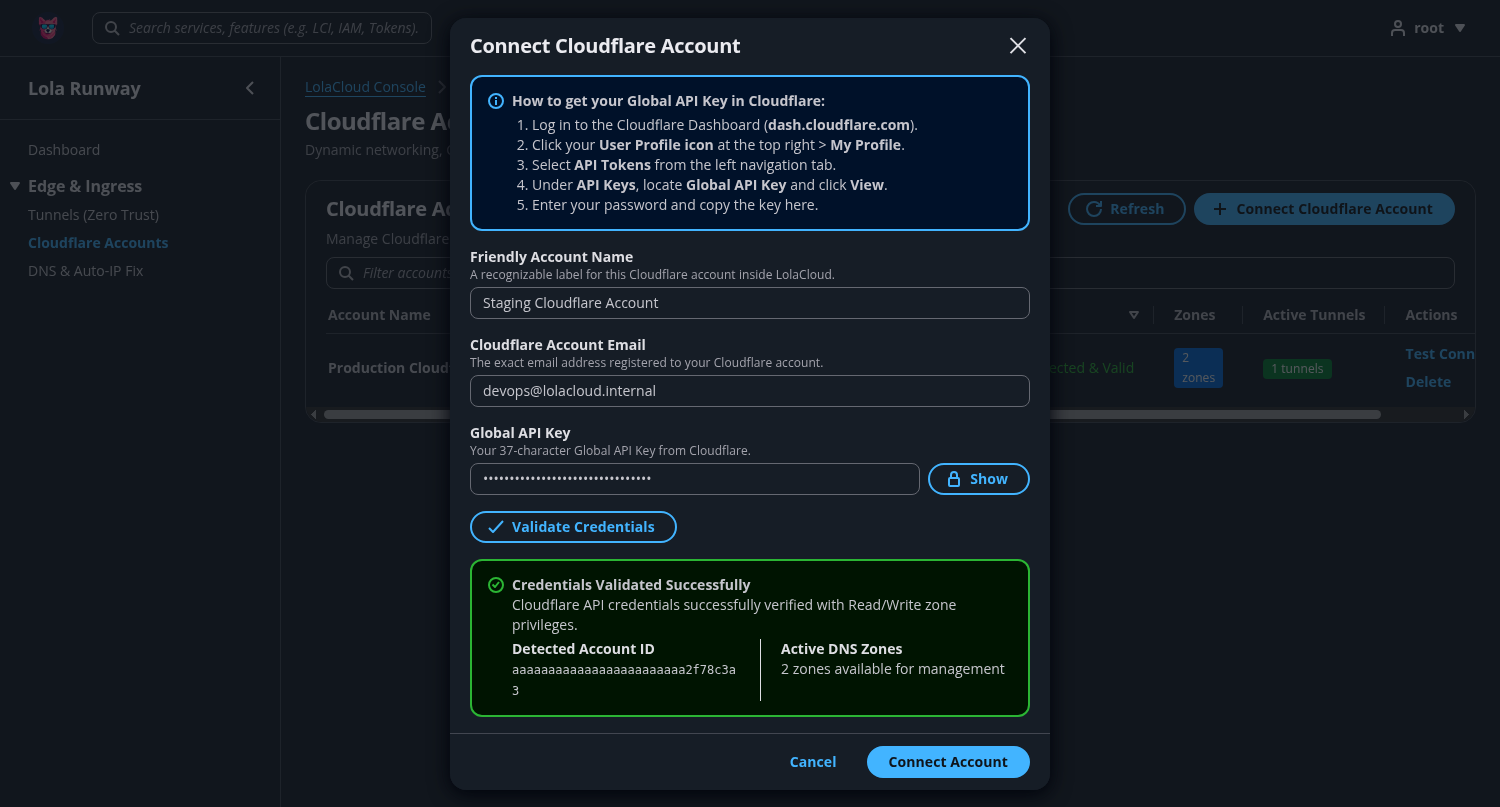 Search services, features (e.g. LCI, IAM, Tokens).
root
Lola Runway
Dashboard
Edge & Ingress
Tunnels (Zero Trust)
Cloudflare Accounts
DNS & Auto-IP Fix
LolaCloud Console
Cloudflare A
Dynamic networking,
Cloudflare Ac
Manage Cloudflare
Refresh
Connect Cloudflare Account
Filter accounts
Account Name
Zones
Active Tunnels
Actions
Production Cloud
ected & Valid
2
zones
1 tunnels
Test Conn
Delete
Connect Cloudflare Account
How to get your Global API Key in Cloudflare:
1. Log in to the Cloudflare Dashboard (dash.cloudflare.com).
2. Click your User Profile icon at the top right > My Profile.
3. Select API Tokens from the left navigation tab.
4. Under API Keys, locate Global API Key and click View.
5. Enter your password and copy the key here.
Friendly Account Name
A recognizable label for this Cloudflare account inside LolaCloud.
Staging Cloudflare Account
Cloudflare Account Email
The exact email address registered to your Cloudflare account.
devops@lolacloud.internal
Global API Key
Your 37-character Global API Key from Cloudflare.
Show
Validate Credentials
Credentials Validated Successfully
Cloudflare API credentials successfully verified with Read/Write zone
privileges.
Detected Account ID
aaaaaaaaaaaaaaaaaaaaaaaa2f78c3a
3
Active DNS Zones
2 zones available for management
Cancel
Connect Account